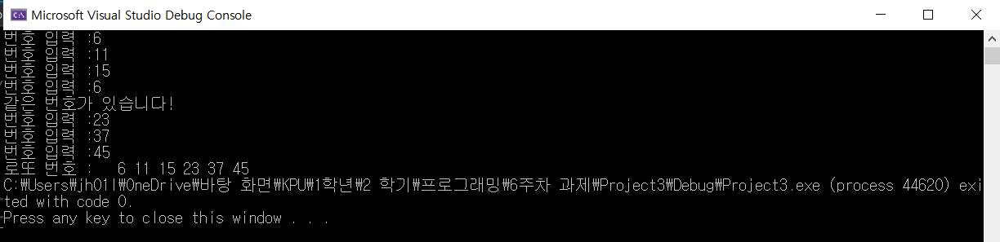 Microsoft Visual Studio Debug Console
번호 입력 :6
번호 입력 :11
번호 입력 :15
번호 입력 :6
같은 번호가 있습니다!
번호 입력 :23
번호 입력 :37
번호 입력 :45
로또 번호 :   6 11 15 23 37 45
C:₩Users₩jh01l₩OneDrive₩바탕 화면₩KPU₩1학년₩2 학기₩프로그래밍₩6주차 과제₩Project3₩Debug₩Project3.exe (process 44620) exi
ted with code 0.
Press any key to close this window . . .